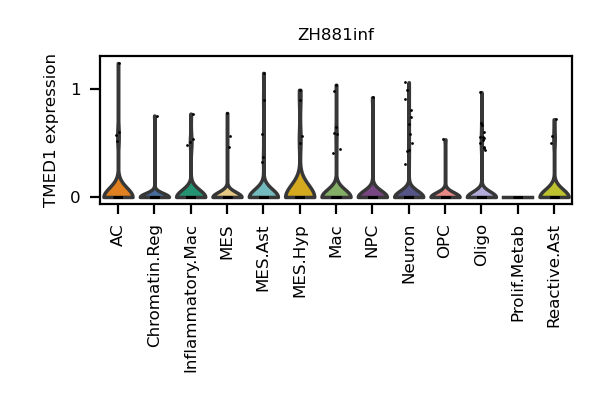 ZH881inf
TMED1 expression
1
0
AC
Chromatin.Reg
Inflammatory.Mac
MES
MES.Ast
MES.Hyp
Mac
NPC
Neuron
OPC
Oligo
Prolif.Metab
Reactive.Ast